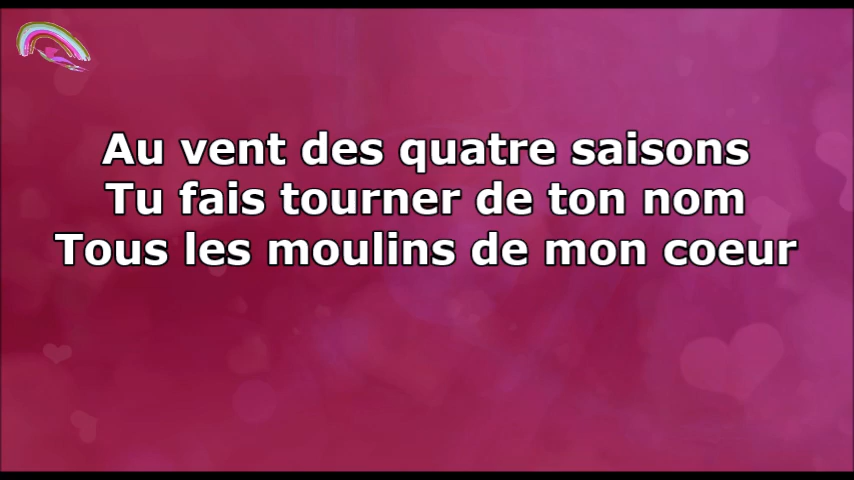 Au vent des quatre saisons
Tu fais tourner de ton nom
Tous les moulins de mon coeur